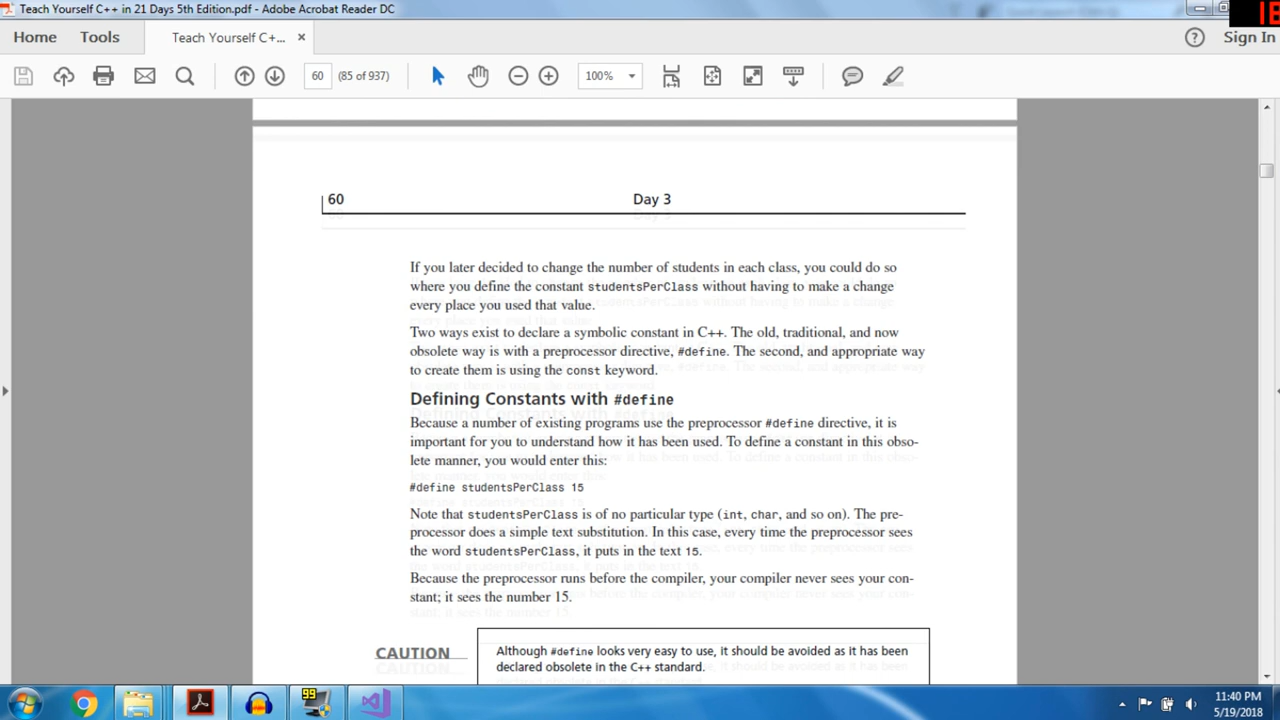 Teach Yourself C++ in 21 Days 5th Edition.pdf - Adobe Acrobat Reader DC
Home Tools Teach Yourself C+... × Sign In
60 (85 of 937) 100%
60 Day 3
If you later decided to change the number of students in each class, you could do so
where you define the constant studentsPerClass without having to make a change
every place you used that value.
Two ways exist to declare a symbolic constant in C++. The old, traditional, and now
obsolete way is with a preprocessor directive, #define. The second, and appropriate way
to create them is using the const keyword.
Defining Constants with #define
Because a number of existing programs use the preprocessor #define directive, it is
important for you to understand how it has been used. To define a constant in this obso-
lete manner, you would enter this:
#define studentsPerClass 15
Note that studentsPerClass is of no particular type (int, char, and so on). The pre-
processor does a simple text substitution. In this case, every time the preprocessor sees
the word studentsPerClass, it puts in the text 15.
Because the preprocessor runs before the compiler, your compiler never sees your con-
stant; it sees the number 15.
CAUTION
Although #define looks very easy to use, it should be avoided as it has been
declared obsolete in the C++ standard.
99
11:40 PM
5/19/2018